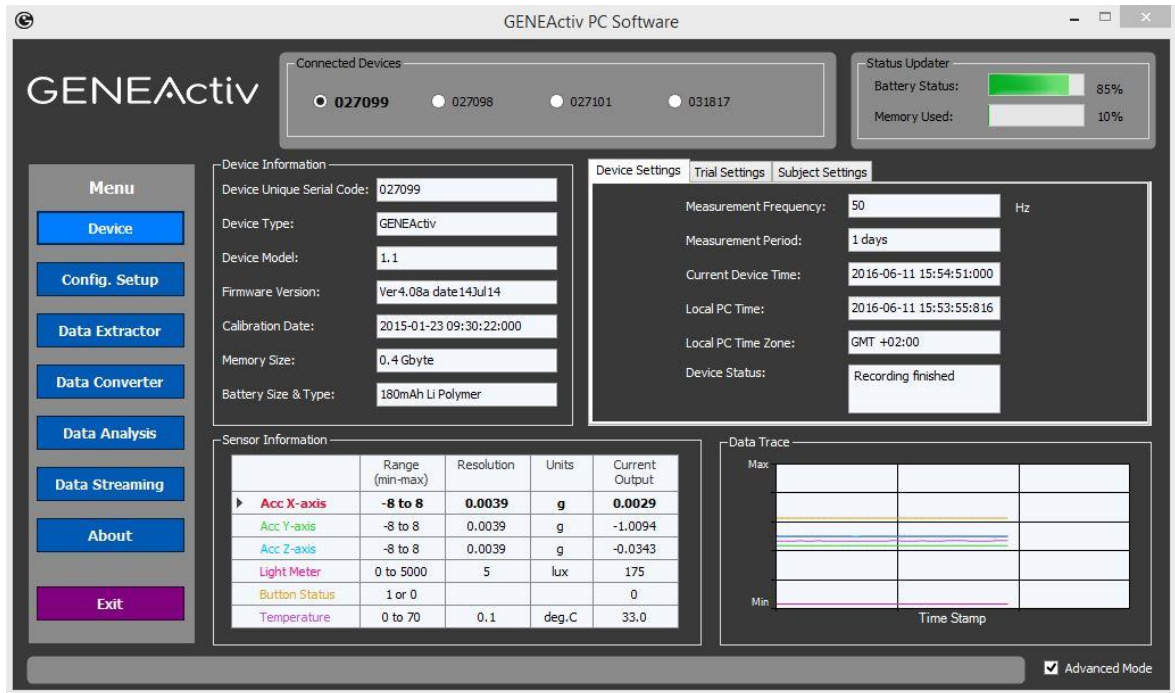 GENEActiv PC Software
GENEActiv
Connected Devices
027099 027098 027101 031817
Status Updater
Battery Status: 85%
Memory Used: 10%
Menu
Device
Config. Setup
Data Extractor
Data Converter
Data Analysis
Data Streaming
About
Exit
Device Information
Device Unique Serial Code: 027099
Device Type: GENEActiv
Device Model: 1.1
Firmware Version: Ver4.08a date14Jul14
Calibration Date: 2015-01-23 09:30:22:000
Memory Size: 0.4 Gbyte
Battery Size & Type: 180mAh Li Polymer
Device Settings Trial Settings Subject Settings
Measurement Frequency: 50 Hz
Measurement Period: 1 days
Current Device Time: 2016-06-11 15:54:51:000
Local PC Time: 2016-06-11 15:53:55:816
Local PC Time Zone: GMT +02:00
Device Status: Recording finished
Sensor Information
Range (min-max) Resolution Units Current Output
Acc X-axis -8 to 8 0.0039 g 0.0029
Acc Y-axis -8 to 8 0.0039 g -1.0094
Acc Z-axis -8 to 8 0.0039 g -0.0343
Light Meter 0 to 5000 5 lux 175
Button Status 1 or 0 0
Temperature 0 to 70 0.1 deg.C 33.0
Data Trace
Max
Min
Time Stamp
Advanced Mode